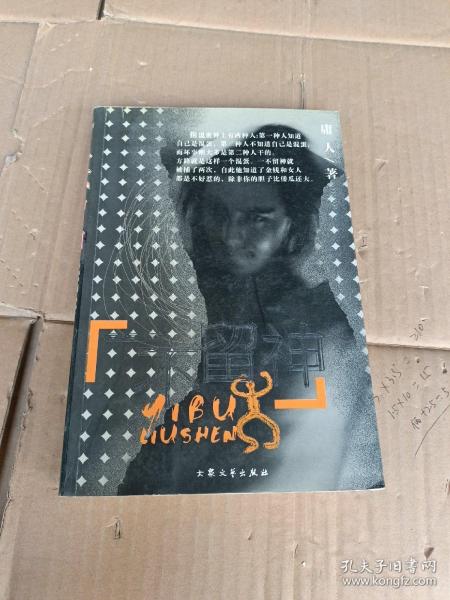 据说世界上有两种人:第一种人知道
自己是混蛋,第二种人不知道自己是混蛋,
而坏事则大多是第二种人干的。
方路就是这样一个混蛋,一不留神就
被捕了两次,自此他知道了金钱和女人
都是不好惹的,除非你的胆子比倭瓜还大。
庸人 著
一不留神
YIBU
LIUSHEN
大众文艺出版社
孔夫子旧书网
www.kongfz.com